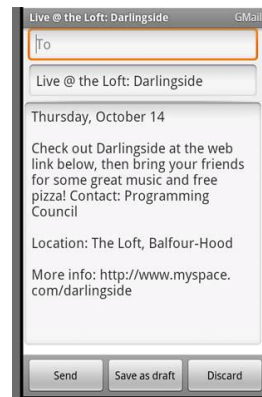 Live @ the Loft: Darlingside GMail
To
Live @ the Loft: Darlingside
Thursday, October 14
Check out Darlingside at the web
link below, then bring your friends
for some great music and free
pizza! Contact: Programming
Council
Location: The Loft, Balfour-Hood
More info: http://www.myspace.
com/darlingside
Send Save as draft Discard